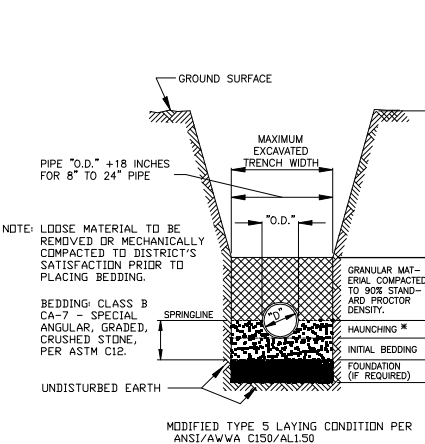 GROUND SURFACE
MAXIMUM
EXCAVATED
TRENCH WIDTH
PIPE "O.D." +18 INCHES
FOR 8" TO 24" PIPE
"O.D."
NOTE: LOOSE MATERIAL TO BE
REMOVED OR MECHANICALLY
COMPACTED TO DISTRICT'S
SATISFACTION PRIOR TO
PLACING BEDDING.
BEDDING: CLASS B
CA-7 - SPECIAL
ANGULAR, GRADED,
CRUSHED STONE,
PER ASTM C12.
SPRINGLINE
"D"
GRANULAR MAT-
ERIAL COMPACTED
TO 90% STAND-
ARD PROCTOR
DENSITY.
HAUNCHING *
INITIAL BEDDING
FOUNDATION
(IF REQUIRED)
UNDISTURBED EARTH
MODIFIED TYPE 5 LAYING CONDITION PER
ANSI/AWWA C150/AL1.50